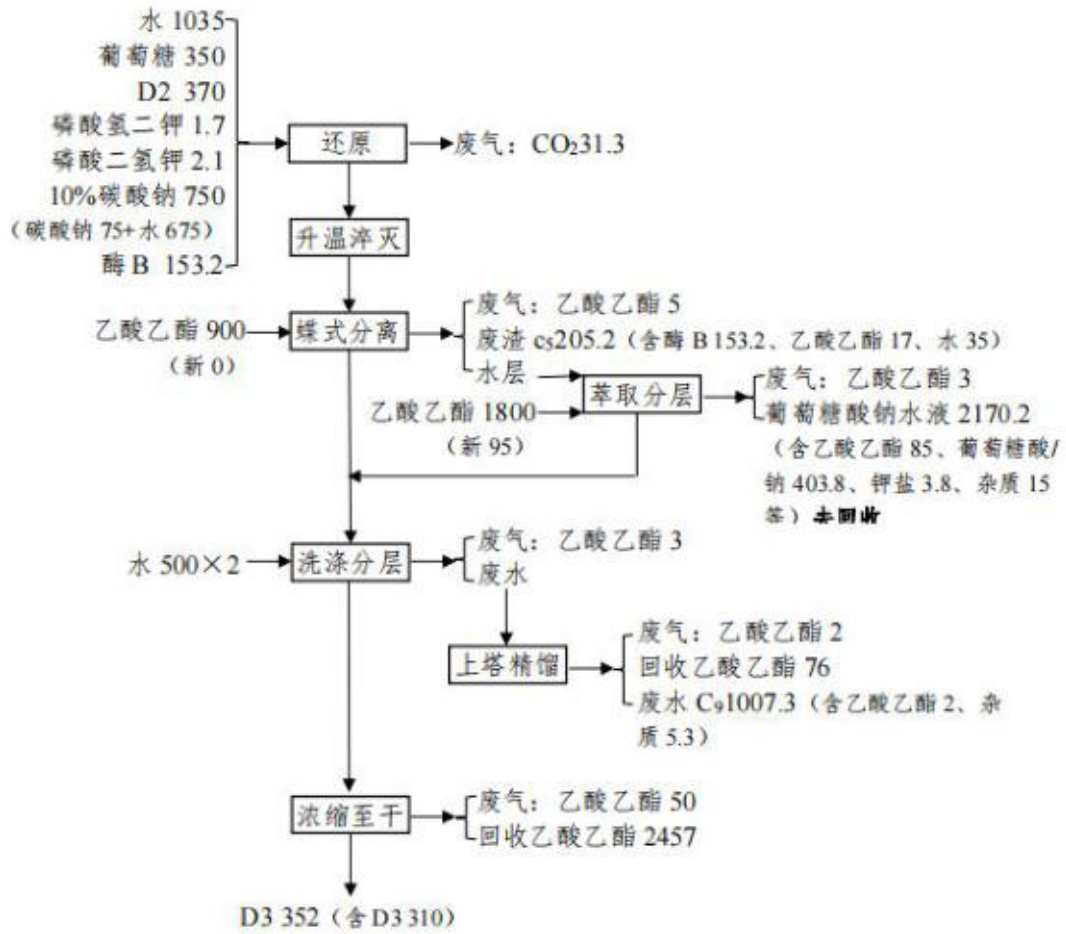 水 1035
葡萄糖 350
D2 370
磷酸氢二钾 1.7
磷酸二氢钾 2.1
10%碳酸钠 750
（碳酸钠 75+水 675）
酶 B 153.2
还原
废气：CO₂31.3
升温淬灭
乙酸乙酯 900
（新 0）
蝶式分离
废气：乙酸乙酯 5
废渣 c₅205.2（含酶 B 153.2、乙酸乙酯 17、水 35）
水层
乙酸乙酯 1800
（新 95）
萃取分层
废气：乙酸乙酯 3
葡萄糖酸钠水液 2170.2
（含乙酸乙酯 85、葡萄糖酸/
钠 403.8、钾盐 3.8、杂质 15
等）去回收
水 500×2
洗涤分层
废气：乙酸乙酯 3
废水
上塔精馏
废气：乙酸乙酯 2
回收乙酸乙酯 76
废水 C₉1007.3（含乙酸乙酯 2、杂
质 5.3）
浓缩至干
废气：乙酸乙酯 50
回收乙酸乙酯 2457
D3 352（含 D3 310）